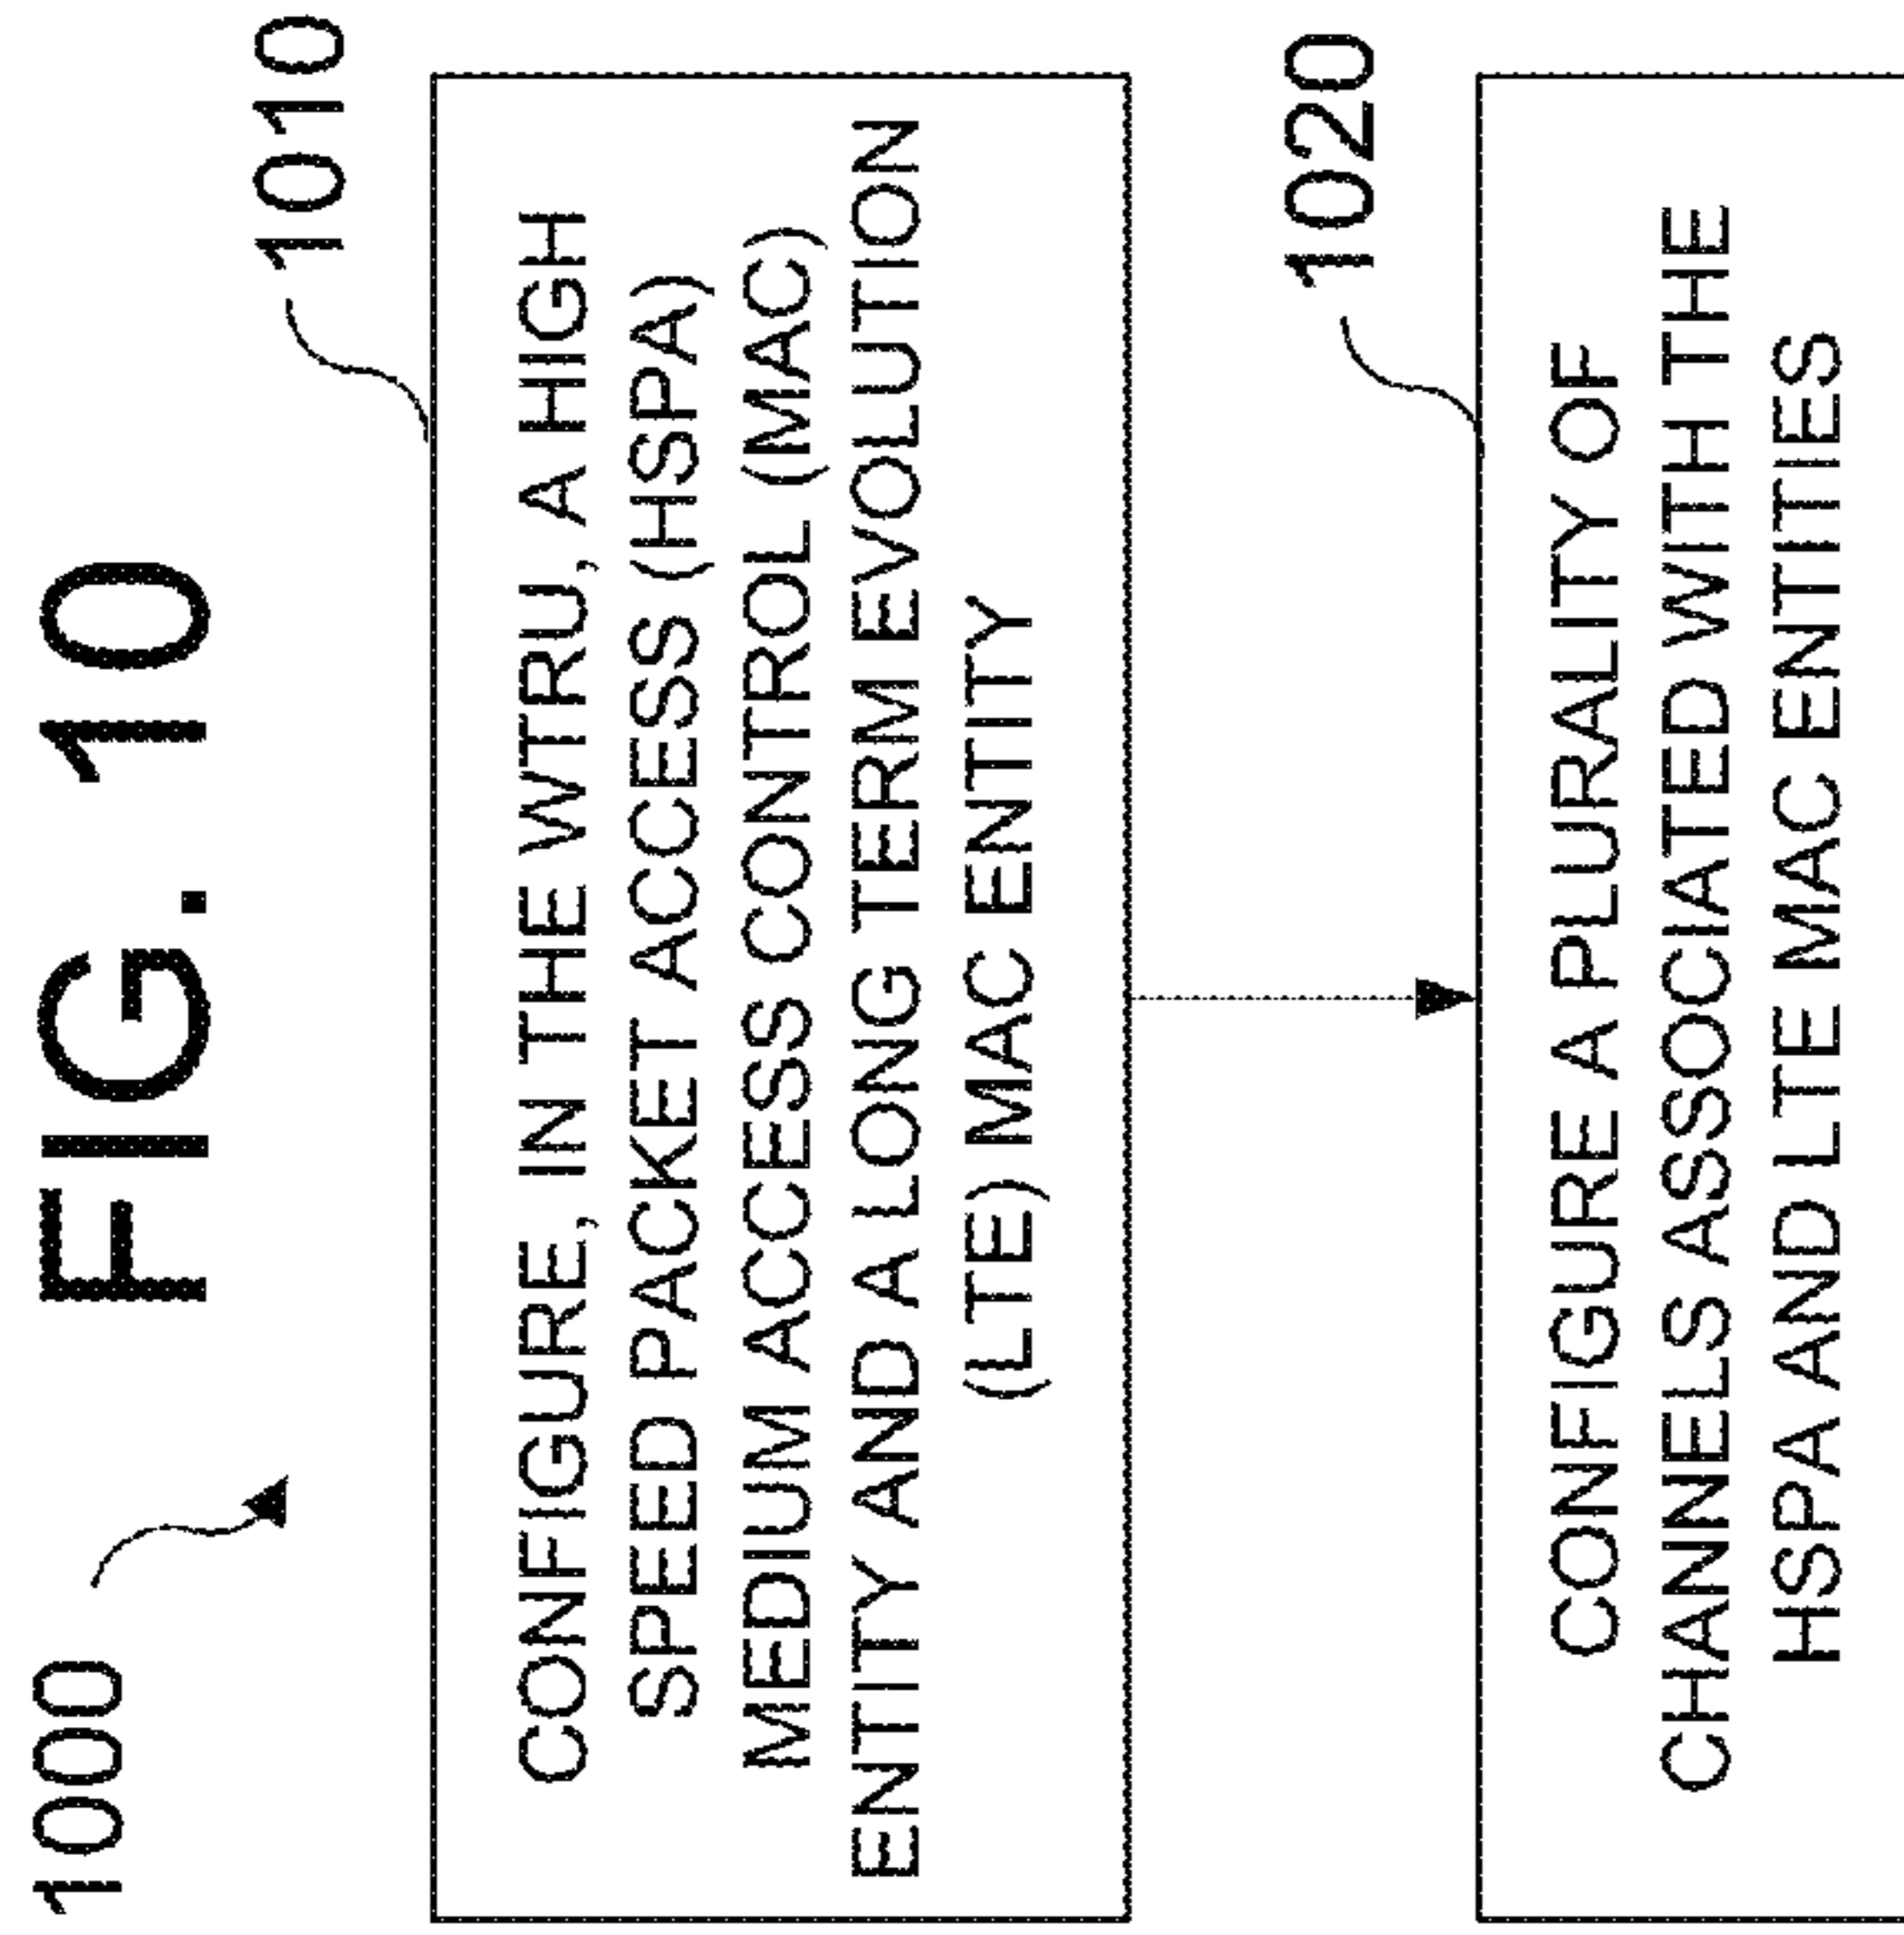 FIG. 10
1000
1010
CONFIGURE, IN THE WTRU, A HIGH
SPEED PACKET ACCESS (HSPA)
MEDIUM ACCESS CONTROL (MAC)
ENTITY AND A LONG TERM EVOLUTION
(LTE) MAC ENTITY
1020
CONFIGURE A PLURALITY OF
CHANNELS ASSOCIATED WITH THE
HSPA AND LTE MAC ENTITIES